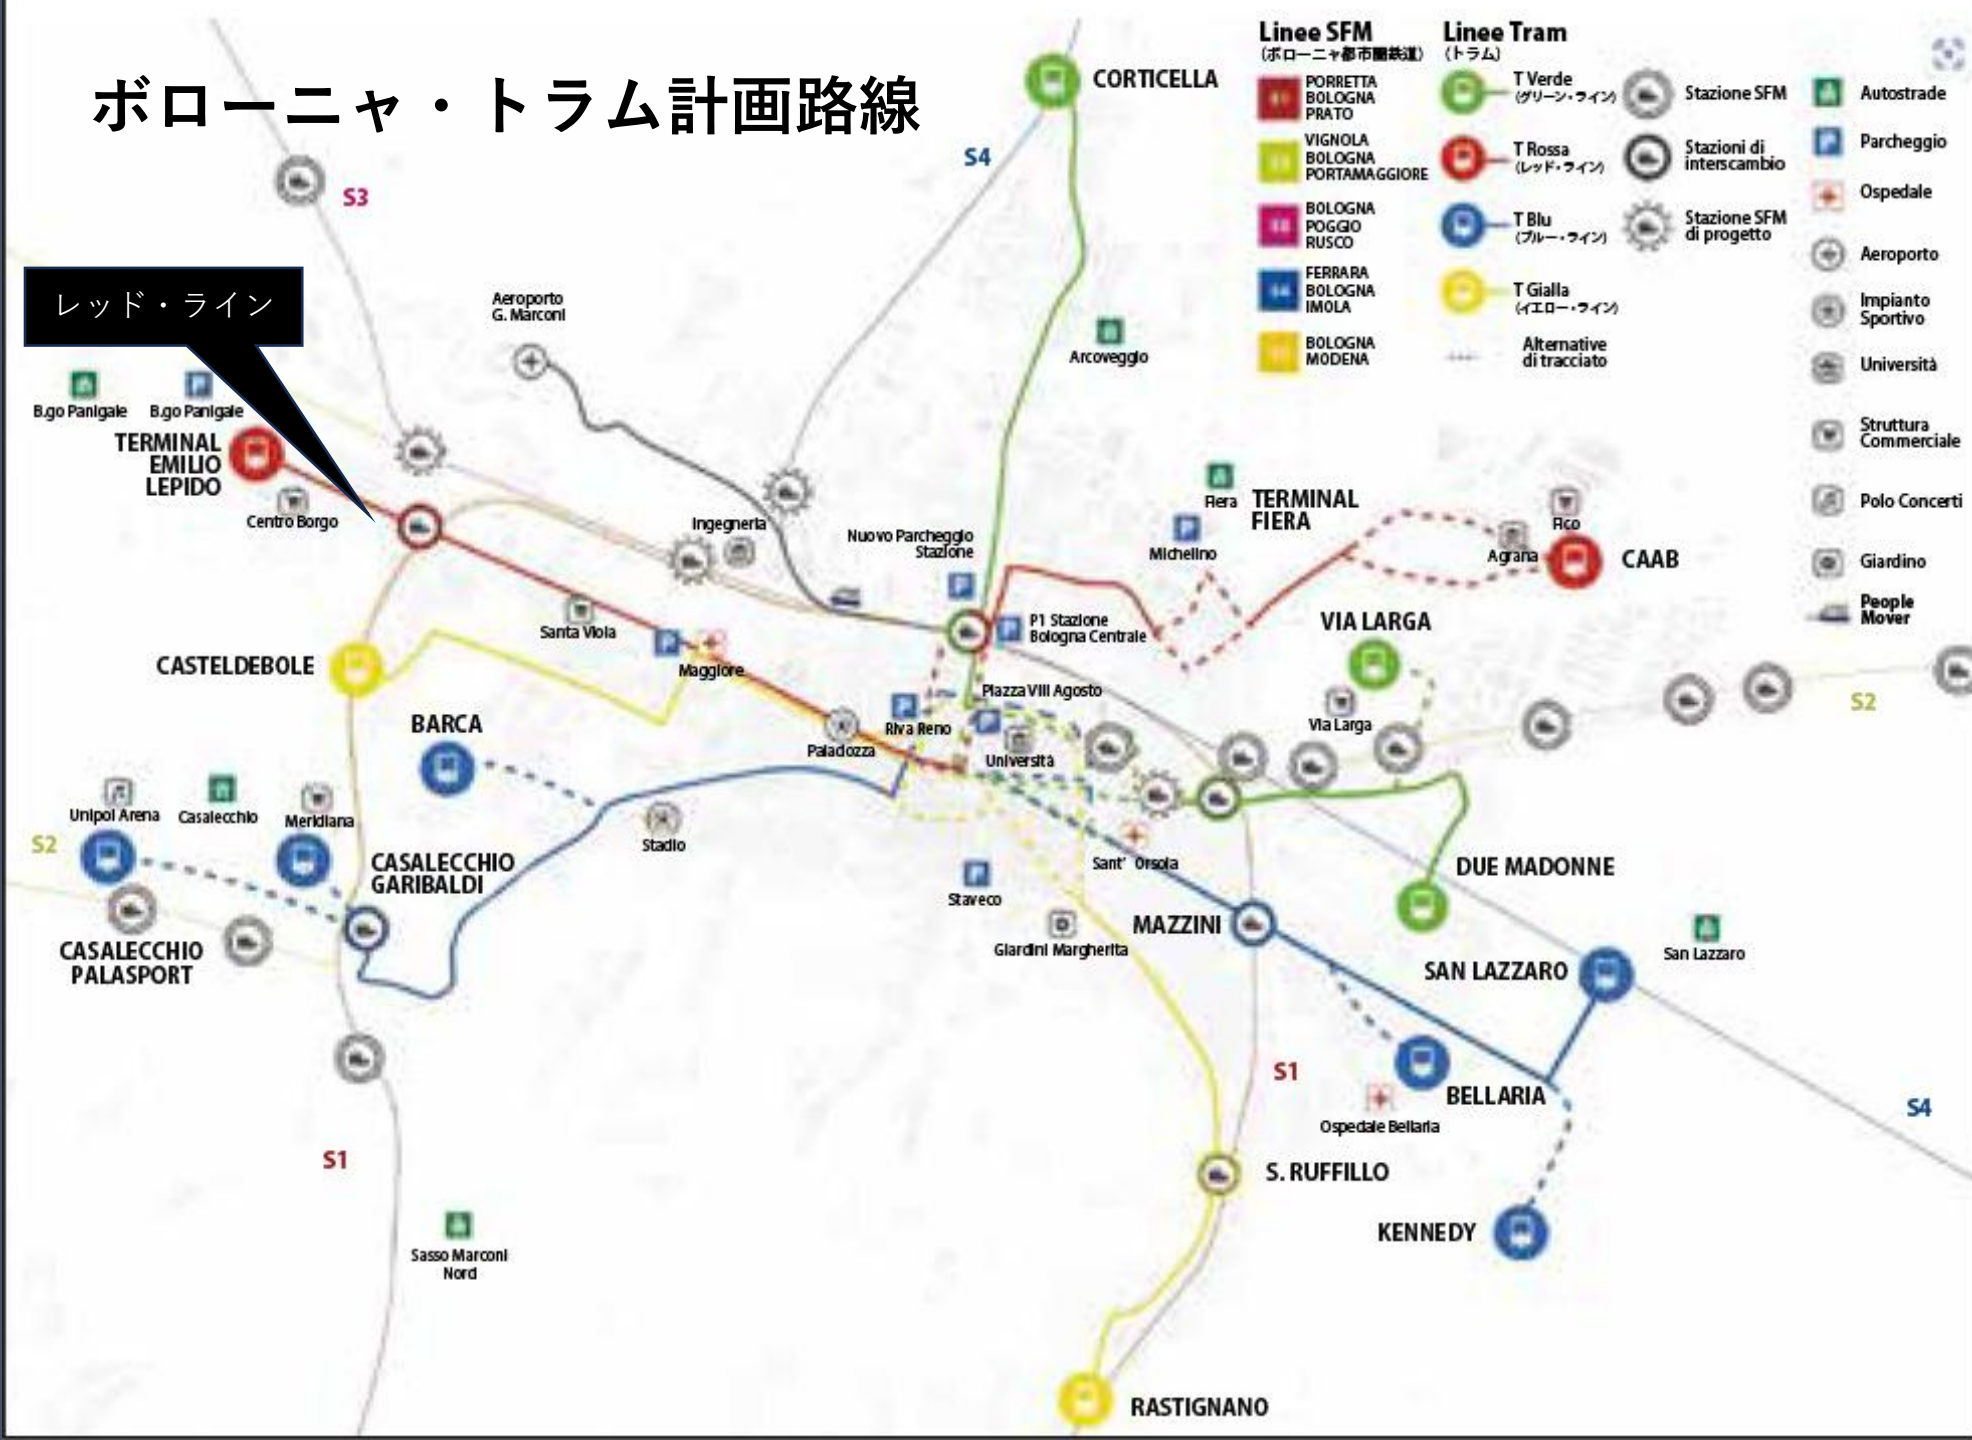 ボローニャ・トラム計画路線
レッド・ライン
Linee SFM
(ボローニャ都市圏鉄道)
PORRETTA
BOLOGNA
PRATO
VIGNOLA
BOLOGNA
PORTAMAGGIORE
BOLOGNA
POGGIO
RUSCO
FERRARA
BOLOGNA
IMOLA
BOLOGNA
MODENA
Linee Tram
(トラム)
T Verde
(グリーン・ライン)
T Rossa
(レッド・ライン)
T Blu
(ブルー・ライン)
T Gialla
(イエロー・ライン)
Alternative
di tracciato
Stazione SFM
Stazioni di
interscambio
Stazione SFM
di progetto
Autostrade
Parcheggio
Ospedale
Aeroporto
Impianto
Sportivo
Università
Struttura
Commerciale
Polo Concerti
Giardino
People
Mover
CORTICELLA
S4
S3
Aeroporto
G. Marconi
Arcoveggio
B.go Panigale
B.go Panigale
TERMINAL
EMILIO
LEPIDO
Centro Borgo
Ingegneria
Nuovo Parcheggio
Stazione
Fiera
TERMINAL
FIERA
Michelino
Fico
Agraria
CAAB
Santa Viola
P1 Stazione
Bologna Centrale
VIA LARGA
CASTELDEBOLE
Maggiore
Piazza VIII Agosto
Riva Reno
Via Larga
S2
BARCA
Paladozza
Università
Unipol Arena
Casalecchio
Meridiana
S2
Stadio
CASALECCHIO
GARIBALDI
Sant' Orsola
DUE MADONNE
Staveco
MAZZINI
Giardini Margherita
CASALECCHIO
PALASPORT
SAN LAZZARO
San Lazzaro
S1
BELLARIA
Ospedale Bellaria
S4
S1
S. RUFFILLO
KENNEDY
Sasso Marconi
Nord
RASTIGNANO